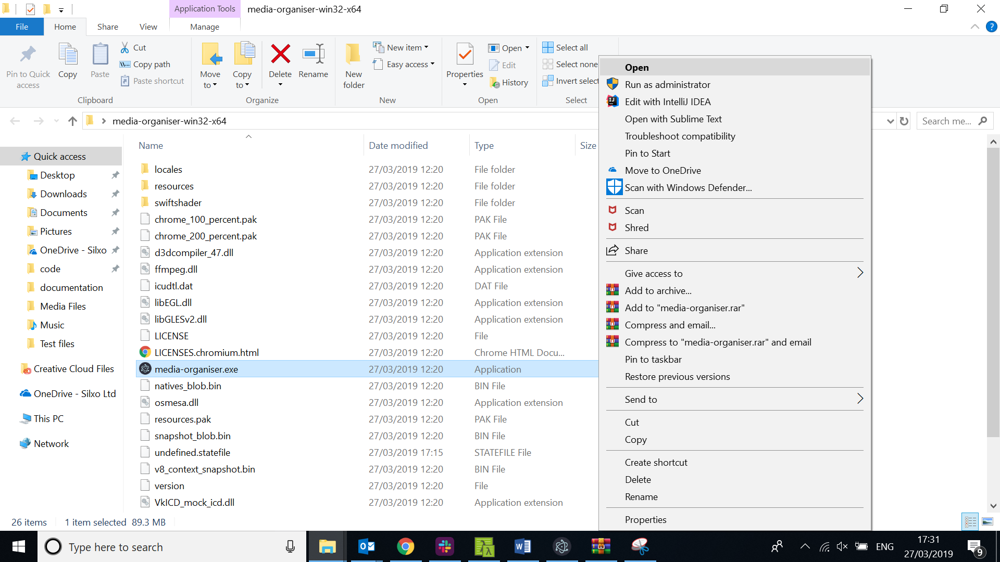 Application Tools
media-organiser-win32-x64
File
Home
Share
View
Manage
Pin to Quick access
Copy
Paste
Cut
Copy path
Paste shortcut
Clipboard
Move to
Copy to
Delete
Rename
Organize
New folder
New item
Easy access
New
Properties
Open
Edit
History
Open
Select all
Select none
Invert select
Select
media-organiser-win32-x64
Search me...
Quick access
Desktop
Downloads
Documents
Pictures
OneDrive - Silxo
code
documentation
Media Files
Music
Test files
Creative Cloud Files
OneDrive - Silxo Ltd
This PC
Network
Name Date modified Type Size
locales 27/03/2019 12:20 File folder
resources 27/03/2019 12:20 File folder
swiftshader 27/03/2019 12:20 File folder
chrome_100_percent.pak 27/03/2019 12:20 PAK File
chrome_200_percent.pak 27/03/2019 12:20 PAK File
d3dcompiler_47.dll 27/03/2019 12:20 Application extension
ffmpeg.dll 27/03/2019 12:20 Application extension
icudtl.dat 27/03/2019 12:20 DAT File
libEGL.dll 27/03/2019 12:20 Application extension
libGLESv2.dll 27/03/2019 12:20 Application extension
LICENSE 27/03/2019 12:20 File
LICENSES.chromium.html 27/03/2019 12:20 Chrome HTML Docu...
media-organiser.exe 27/03/2019 12:20 Application
natives_blob.bin 27/03/2019 12:20 BIN File
osmesa.dll 27/03/2019 12:20 Application extension
resources.pak 27/03/2019 12:20 PAK File
snapshot_blob.bin 27/03/2019 12:20 BIN File
undefined.statefile 27/03/2019 17:15 STATEFILE File
v8_context_snapshot.bin 27/03/2019 12:20 BIN File
version 27/03/2019 12:20 File
VkICD_mock_icd.dll 27/03/2019 12:20 Application extension
Open
Run as administrator
Edit with IntelliJ IDEA
Open with Sublime Text
Troubleshoot compatibility
Pin to Start
Move to OneDrive
Scan with Windows Defender...
Scan
Shred
Share
Give access to
Add to archive...
Add to "media-organiser.rar"
Compress and email...
Compress to "media-organiser.rar" and email
Pin to taskbar
Restore previous versions
Send to
Cut
Copy
Create shortcut
Delete
Rename
Properties
26 items 1 item selected 89.3 MB
Type here to search
ENG
17:31
27/03/2019
9